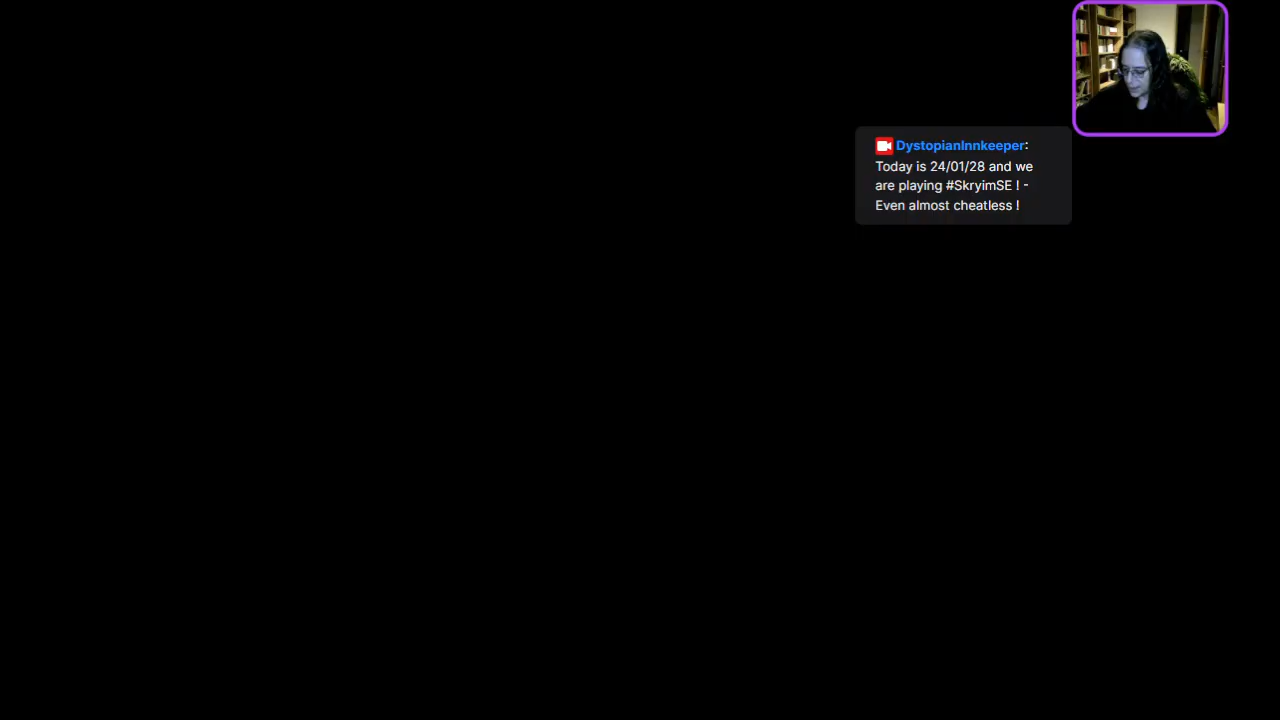 DystopianInnkeeper:
Today is 24/01/28 and we
are playing #SkryimSE ! -
Even almost cheatless !